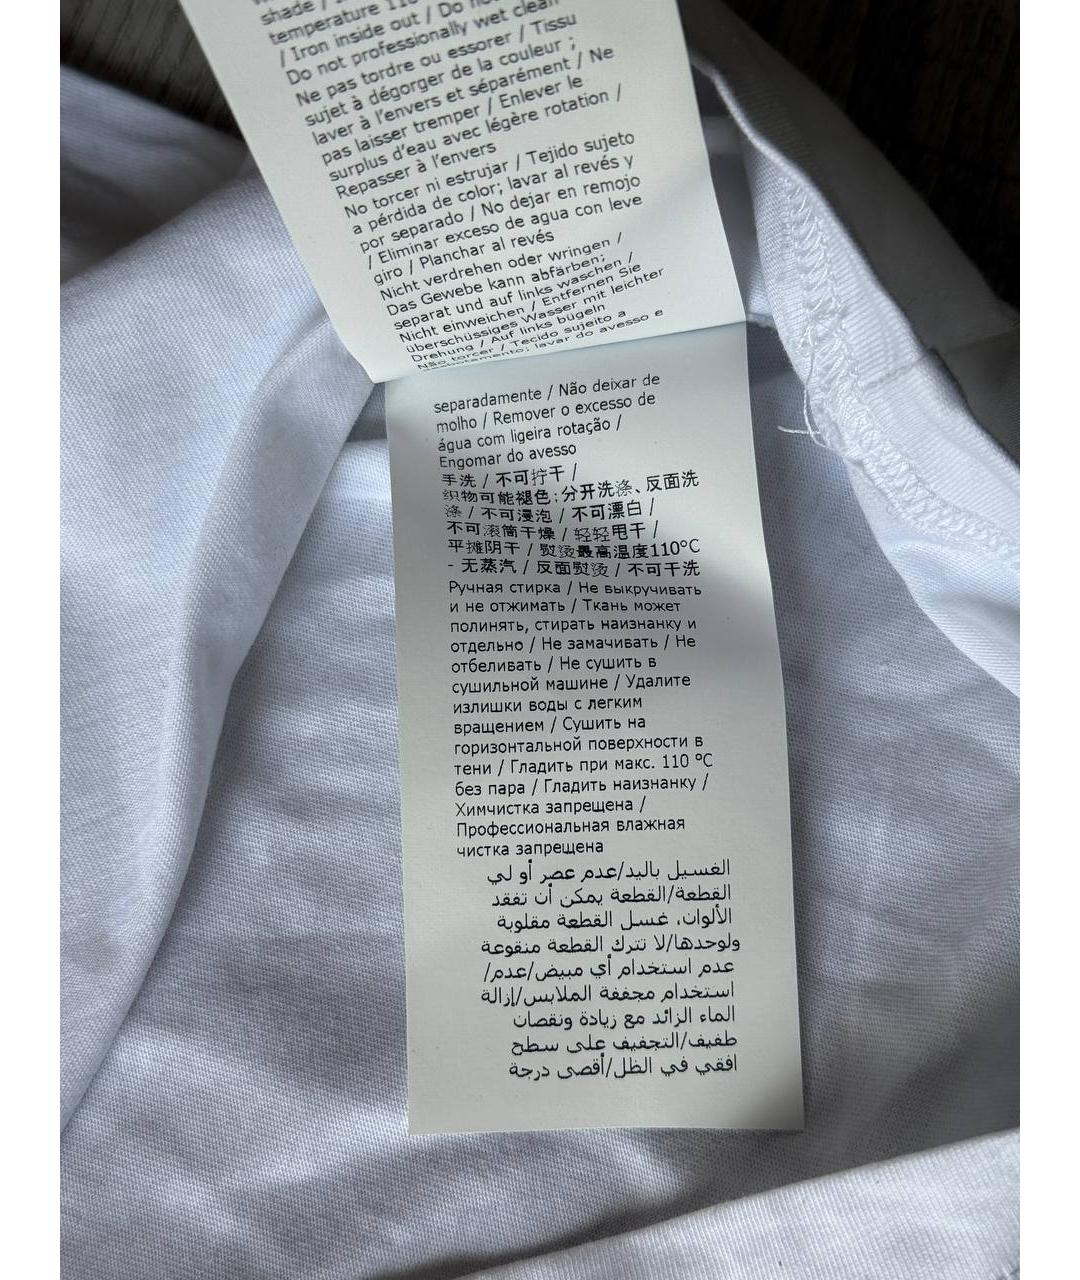 shade /
temperature 110
/ Iron inside out / Do not
Do not professionally wet clean
Ne pas tordre ou essorer / Tissu
sujet à dégorger de la couleur ;
laver à l'envers et séparément / Ne
pas laisser tremper / Enlever le
surplus d'eau avec légère rotation /
Repasser à l'envers
No torcer ni estrujar / Tejido sujeto
a pérdida de color; lavar al revés y
por separado / No dejar en remojo
/ Eliminar exceso de agua con leve
giro / Planchar al revés
Nicht verdrehen oder wringen /
Das Gewebe kann abfärben;
separat und auf links waschen /
Nicht einweichen / Entfernen Sie
überschüssiges Wasser mit leichter
Drehung / Auf links bügeln
Não torcer / Tecido sujeito a
desbotamento; lavar do avesso e
separadamente / Não deixar de
molho / Remover o excesso de
água com ligeira rotação /
Engomar do avesso
手洗 / 不可拧干 /
织物可能褪色；分开洗涤、反面洗
涤 / 不可浸泡 / 不可漂白 /
不可滚筒干燥 / 轻轻甩干 /
平摊阴干 / 熨烫最高温度110°C
- 无蒸汽 / 反面熨烫 / 不可干洗
Ручная стирка / Не выкручивать
и не отжимать / Ткань может
полинять, стирать наизнанку и
отдельно / Не замачивать / Не
отбеливать / Не сушить в
сушильной машине / Удалите
излишки воды с легким
вращением / Сушить на
горизонтальной поверхности в
тени / Гладить при макс. 110 °C
без пара / Гладить наизнанку /
Химчистка запрещена /
Профессиональная влажная
чистка запрещена
الغسيل باليد/عدم عصر أو لي
القطعة/القطعة يمكن أن تفقد
الألوان، غسل القطعة مقلوبة
ولوحدها/لا تترك القطعة منقوعة
عدم استخدام أي مبيض/عدم/
استخدام مجففة الملابس/إزالة
الماء الزائد مع زيادة ونقصات
طفيف/التجفيف على سطح
افقي في الظل/أقصى درجة